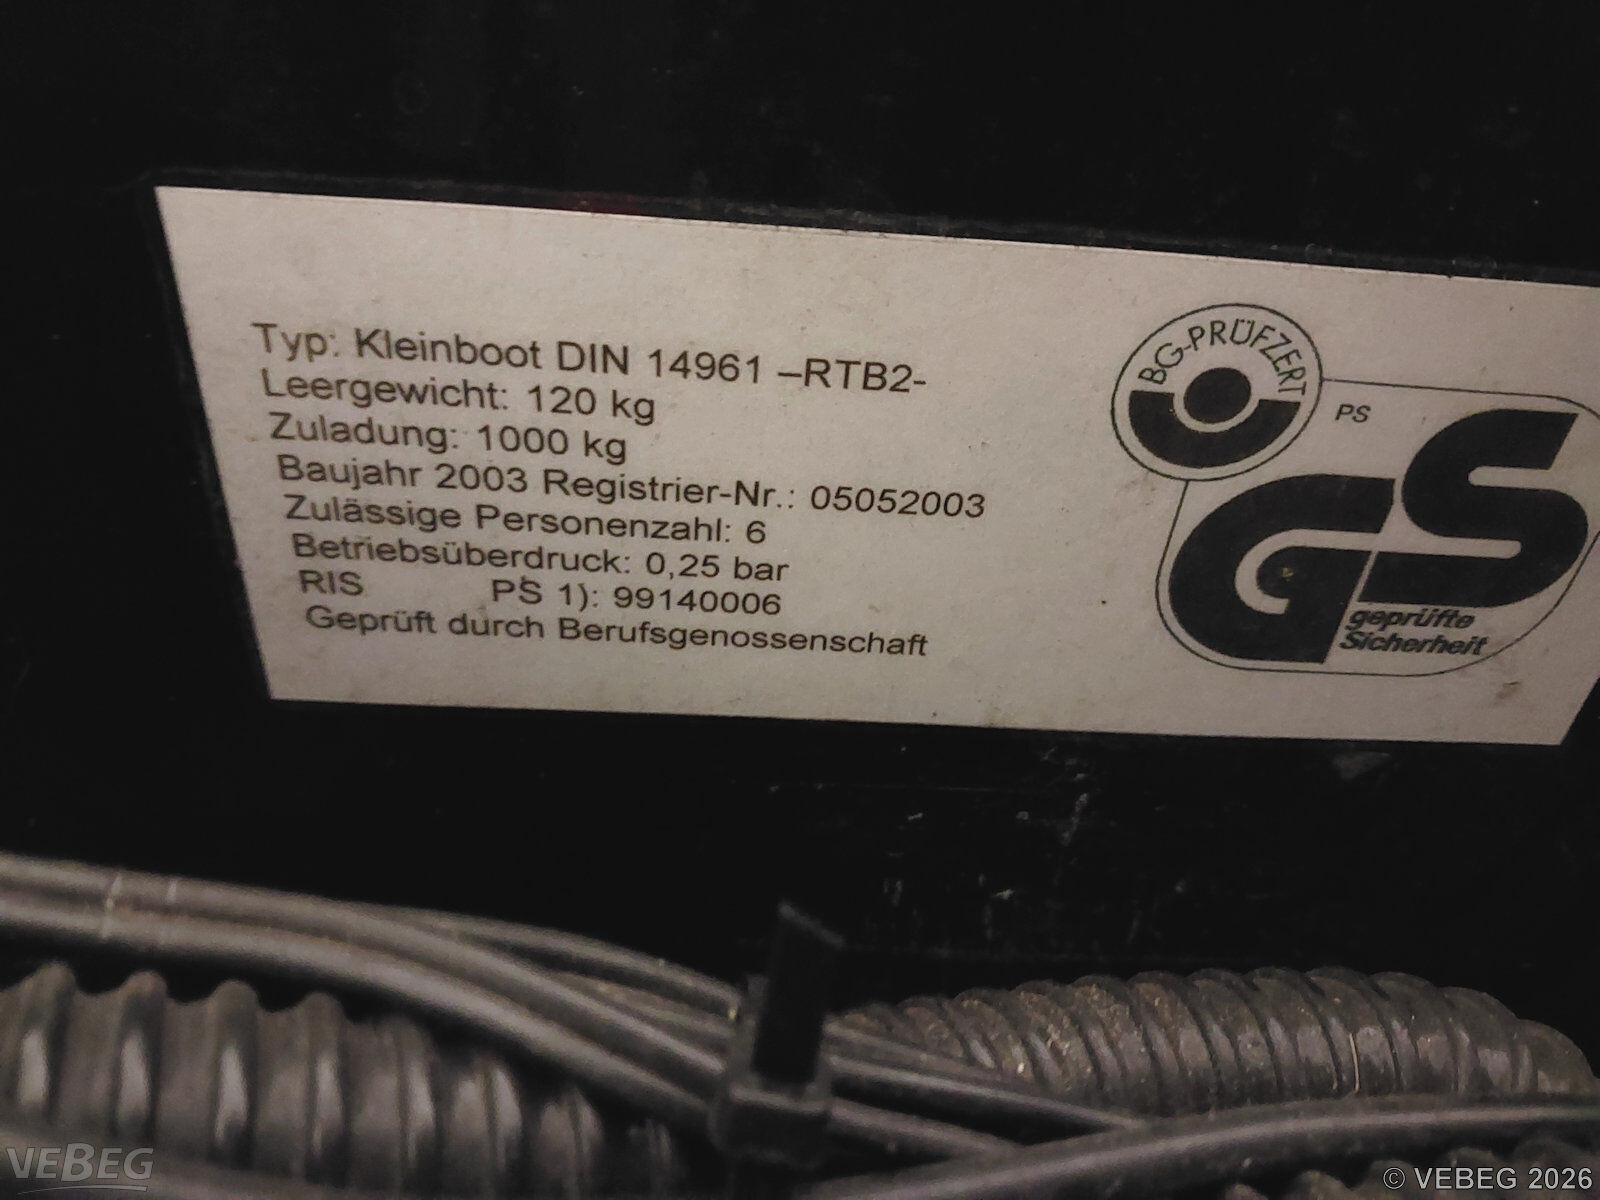 Typ: Kleinboot DIN 14961 –RTB2-
Leergewicht: 120 kg
Zuladung: 1000 kg
Baujahr 2003 Registrier-Nr.: 05052003
Zulässige Personenzahl: 6
Betriebsüberdruck: 0,25 bar
RIS PS 1): 99140006
Geprüft durch Berufsgenossenschaft
BG-PRÜFZERT
PS
GS
geprüfte
Sicherheit
VEBEG
© VEBEG 2026